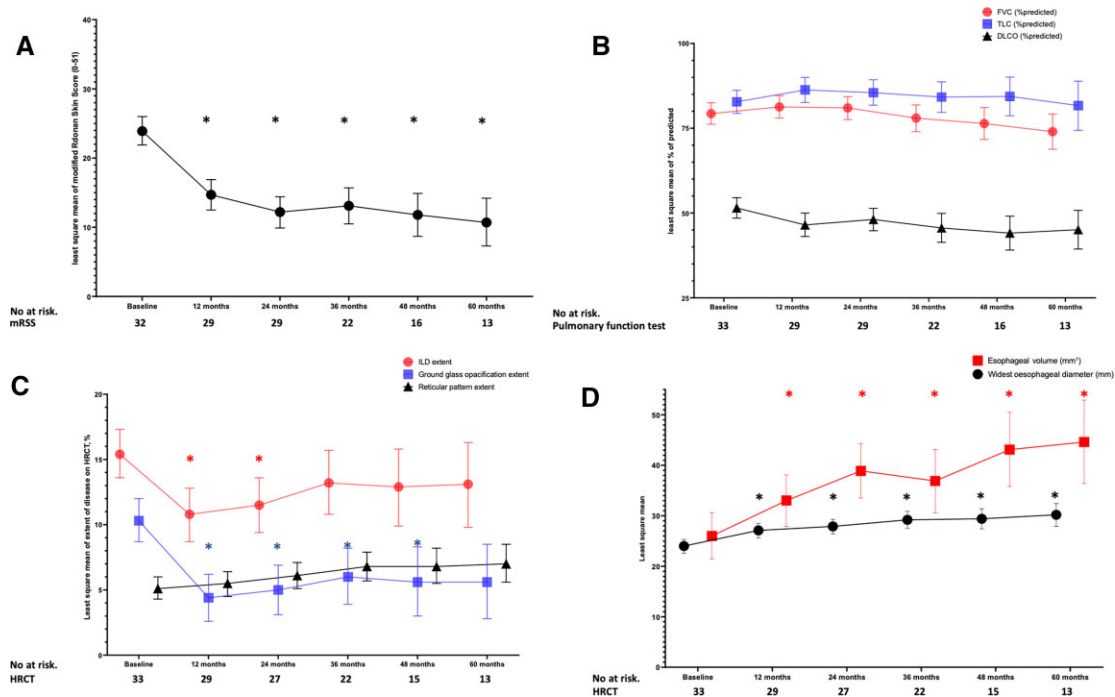 A
least square mean of modified Rdonan Skin Score (0-51)
40
30
20
10
0
* * * * *
Baseline 12 months 24 months 36 months 48 months 60 months
No at risk.
mRSS 32 29 29 22 16 13
B
FVC (%predicted)
TLC (%predicted)
DLCO (%predicted)
least square mean of % of predicted
100
75
50
25
Baseline 12 months 24 months 36 months 48 months 60 months
No at risk.
Pulmonary function test 33 29 29 22 16 13
C
ILD extent
Ground glass opacification extent
Reticular pattern extent
Least square mean of extent of disease on HRCT, %
20
15
10
5
0
* *
* * * *
Baseline 12 months 24 months 36 months 48 months 60 months
No at risk.
HRCT 33 29 27 22 15 13
D
Esophageal volume (mm³)
Widest oesophageal diameter (mm)
Least square mean
50
40
30
20
10
0
* * * * *
* * * * *
Baseline 12 months 24 months 36 months 48 months 60 months
No at risk.
HRCT 33 29 27 22 15 13